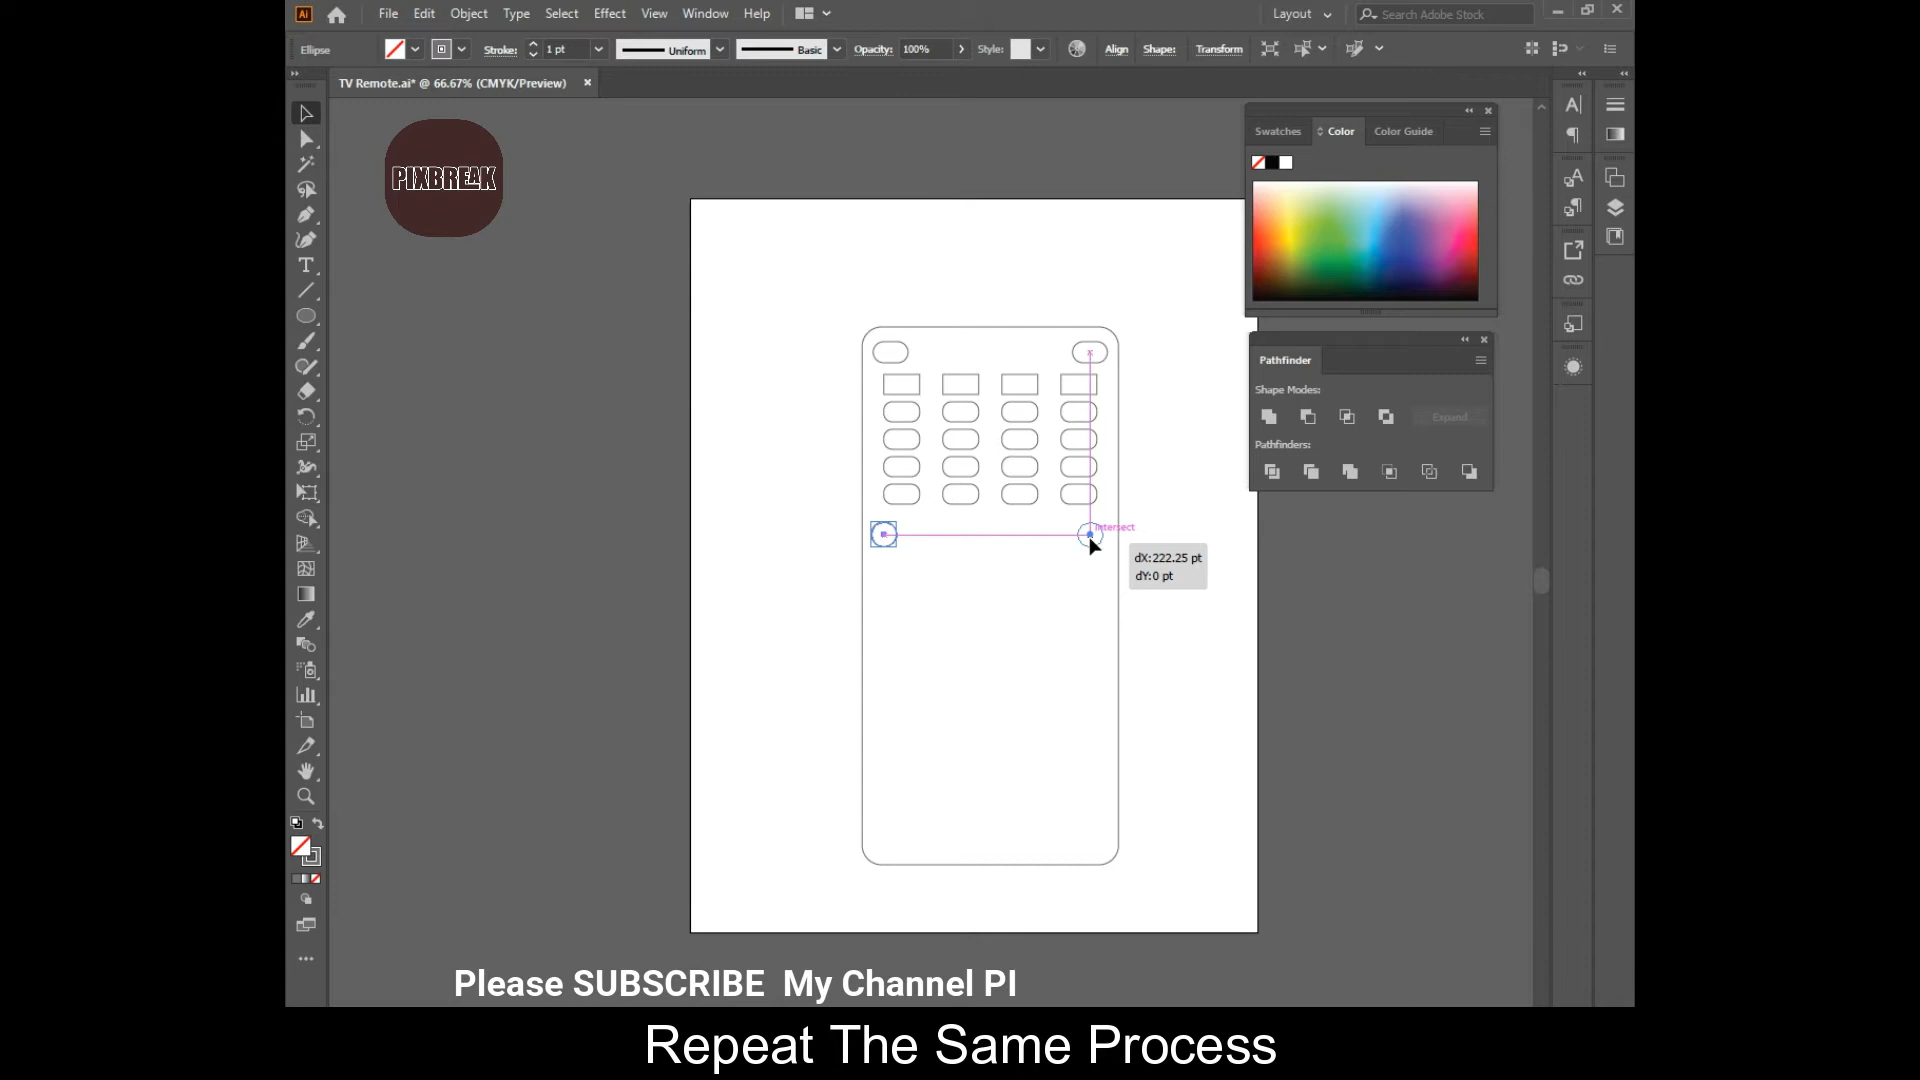 File Edit Object Type Select Effect View Window Help Layout Search Adobe Stock
Ellipse Stroke: 1 pt Uniform Basic Opacity: 100% Style: Align Shape: Transform
TV Remote.ai* @ 66.67% (CMYK/Preview)
Swatches Color Color Guide
PIXBREAK
Pathfinder
Shape Modes:
Expand
Pathfinders:
intersect
dX:222.25 pt
dY:0 pt
Please SUBSCRIBE My Channel PI
Repeat The Same Process